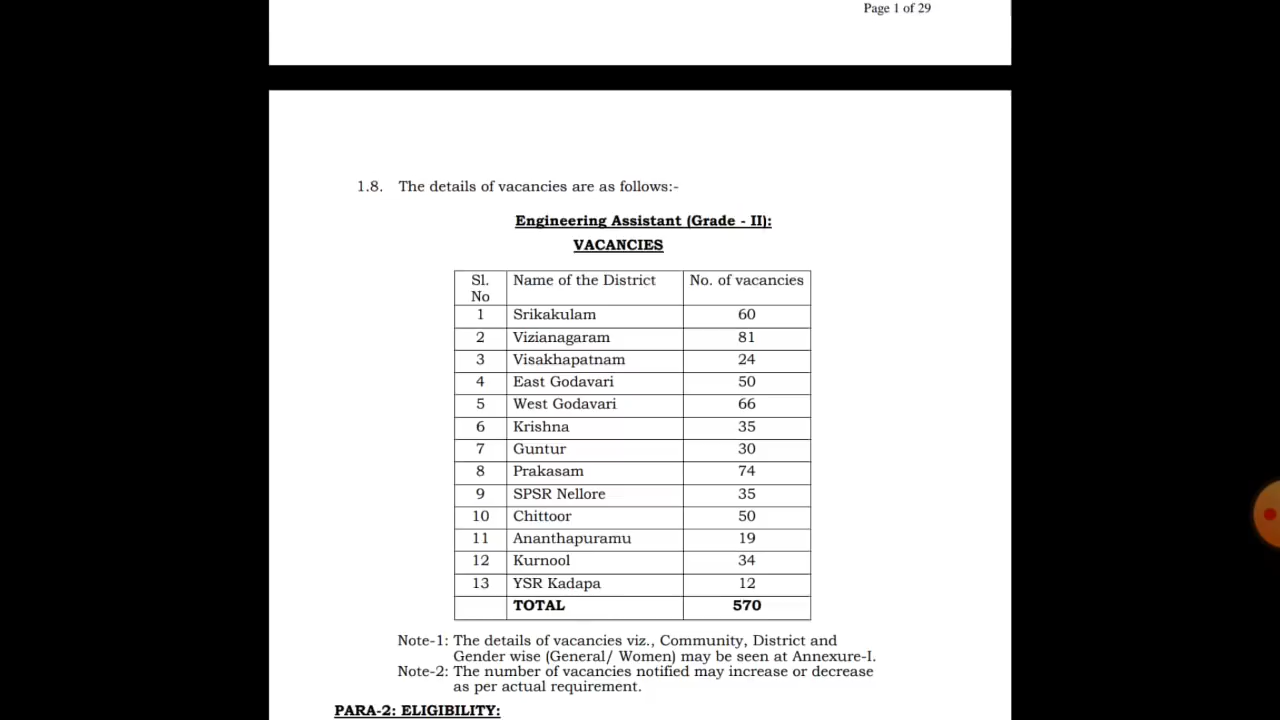 Page 1 of 29
1.8. The details of vacancies are as follows:-
Engineering Assistant (Grade - II):
VACANCIES
Sl. No Name of the District No. of vacancies
1 Srikakulam 60
2 Vizianagaram 81
3 Visakhapatnam 24
4 East Godavari 50
5 West Godavari 66
6 Krishna 35
7 Guntur 30
8 Prakasam 74
9 SPSR Nellore 35
10 Chittoor 50
11 Ananthapuramu 19
12 Kurnool 34
13 YSR Kadapa 12
TOTAL 570
Note-1: The details of vacancies viz., Community, District and
Gender wise (General/ Women) may be seen at Annexure-I.
Note-2: The number of vacancies notified may increase or decrease
as per actual requirement.
PARA-2: ELIGIBILITY: